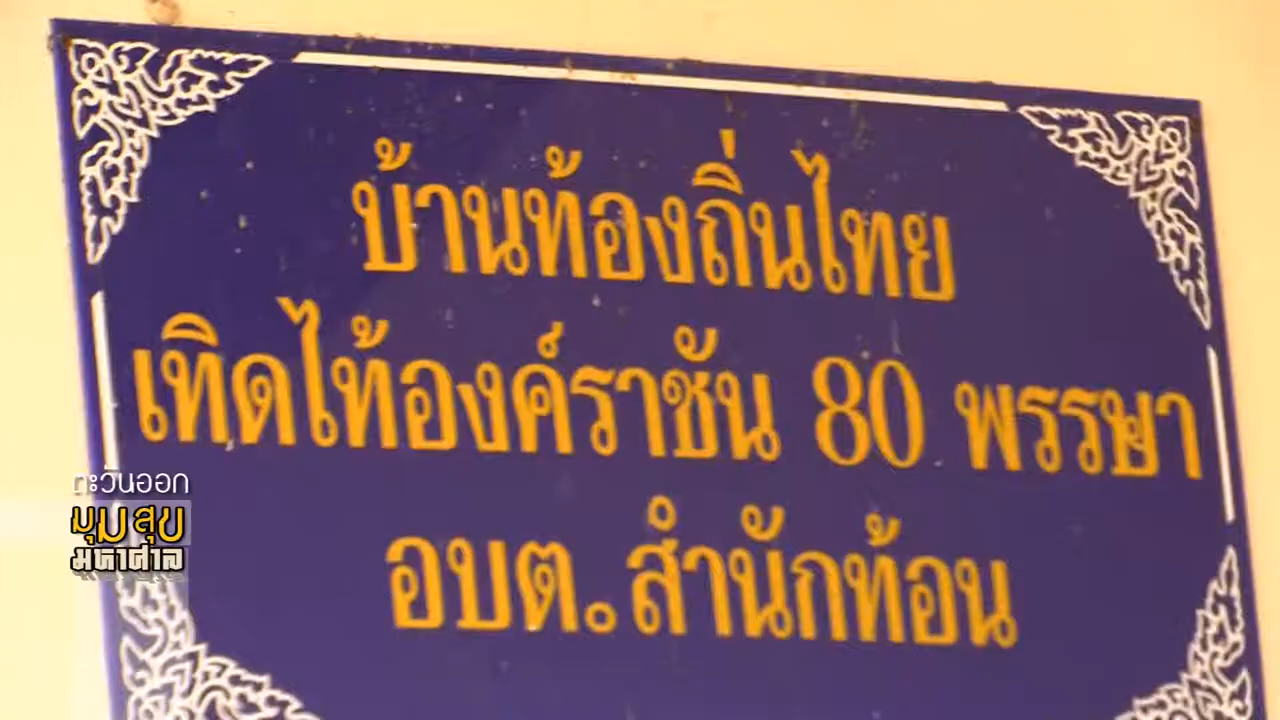 บ้านท้องถิ่นไทย
เทิดไท้องค์ราชัน 80 พรรษา
อบต.สำนักท้อน
ตะวันออก
มุมสุข
มหาศาล